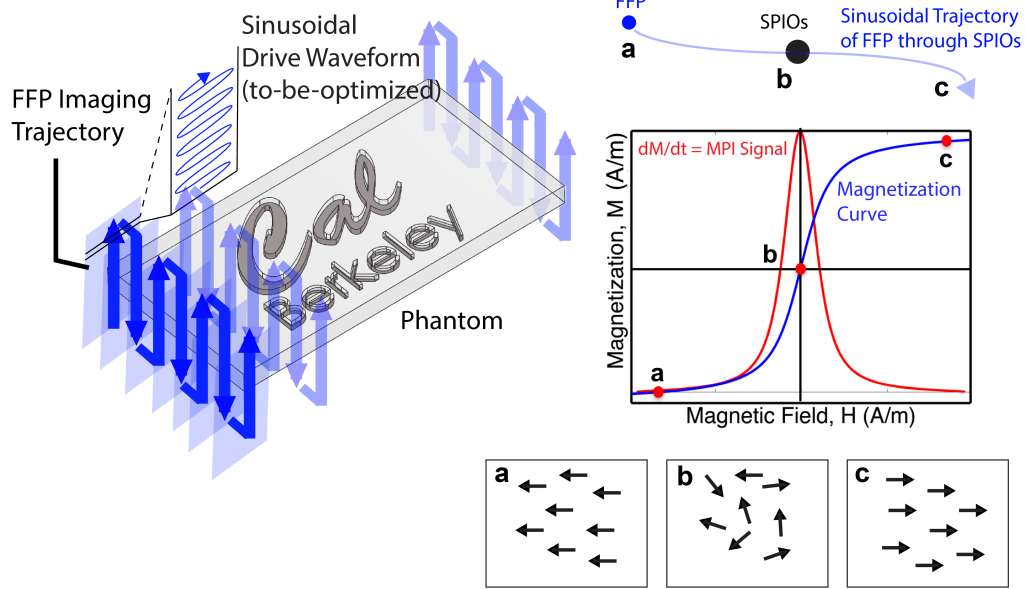 Sinusoidal
Drive Waveform
(to-be-optimized)
FFP Imaging
Trajectory
Cal
Berkeley
Phantom
FFP
a
SPIOs
b
Sinusoidal Trajectory
of FFP through SPIOs
c
dM/dt = MPI Signal
c
Magnetization
Curve
b
a
Magnetization, M (A/m)
Magnetic Field, H (A/m)
a
b
c